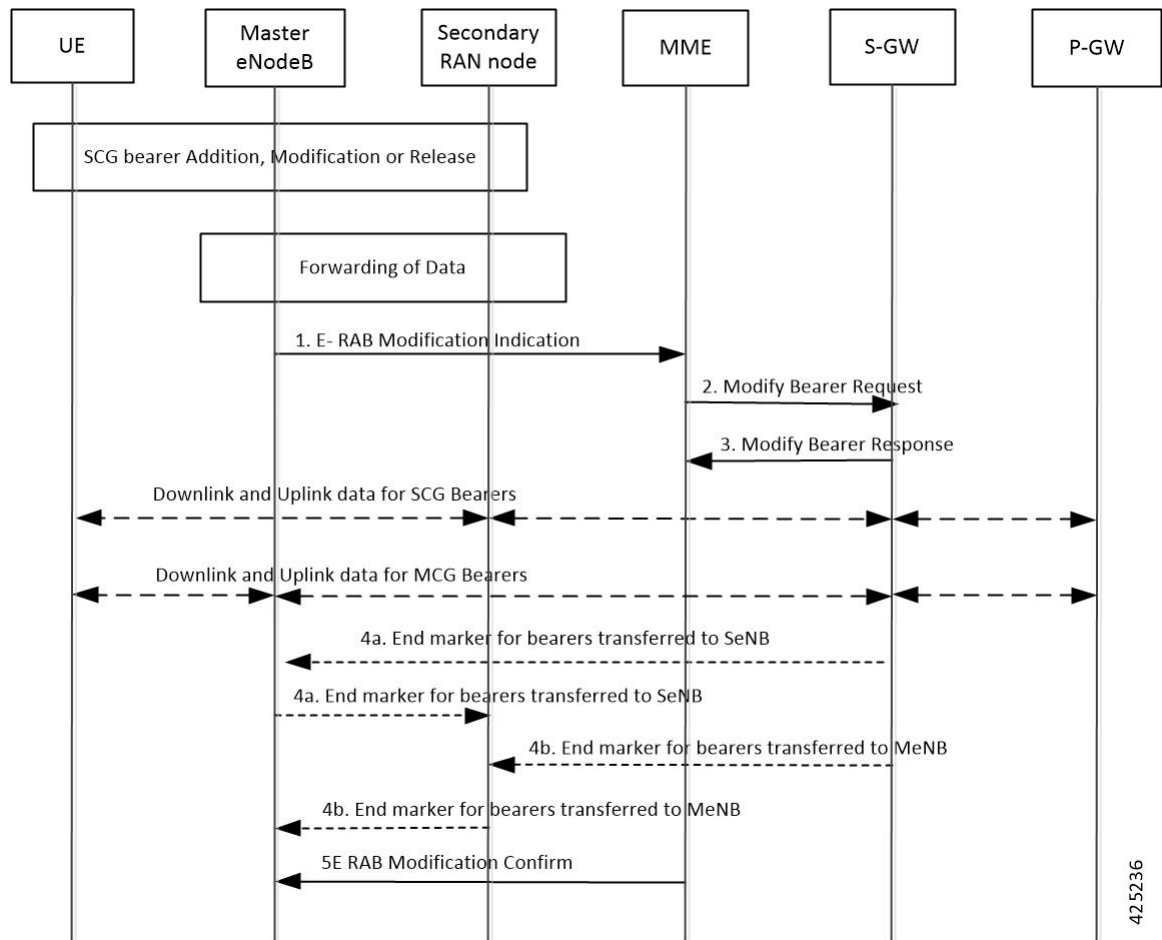 UE
Master
eNodeB
Secondary
RAN node
MME
S-GW
P-GW
SCG bearer Addition, Modification or Release
Forwarding of Data
1. E- RAB Modification Indication
2. Modify Bearer Request
3. Modify Bearer Response
Downlink and Uplink data for SCG Bearers
Downlink and Uplink data for MCG Bearers
4a. End marker for bearers transferred to SeNB
4a. End marker for bearers transferred to SeNB
4b. End marker for bearers transferred to MeNB
4b. End marker for bearers transferred to MeNB
5E RAB Modification Confirm
425236